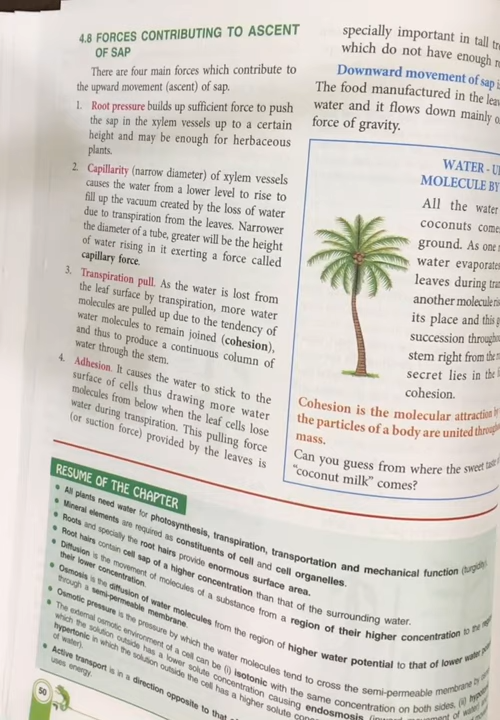 4.8 FORCES CONTRIBUTING TO ASCENT
OF SAP
There are four main forces which contribute to
the upward movement (ascent) of sap.
1. Root pressure builds up sufficient force to push
the sap in the xylem vessels up to a certain
height and may be enough for herbaceous
plants.
2. Capillarity (narrow diameter) of xylem vessels
causes the water from a lower level to rise to
fill up the vacuum created by the loss of water
due to transpiration from the leaves. Narrower
the diameter of a tube, greater will be the height
of water rising in it exerting a force called
capillary force.
3. Transpiration pull. As the water is lost from
the leaf surface by transpiration, more water
molecules are pulled up due to the tendency of
water molecules to remain joined (cohesion),
and thus to produce a continuous column of
water through the stem.
4. Adhesion. It causes the water to stick to the
surface of cells thus drawing more water
molecules from below when the leaf cells lose
water during transpiration. This pulling force
(or suction force) provided by the leaves is
specially important in tall
which do not have enough
Downward movement of sap
The food manufactured in the
water and it flows down mainly
force of gravity.
WATER -
MOLECULE BY
All the water
coconuts
ground. As one
water
leaves during
another molecule
its place and this
succession
stem right from the
secret lies in the
cohesion.
Cohesion is the molecular attraction
the particles of a body are united
mass.
Can you guess from where the sweet
"coconut milk" comes?
RESUME OF THE CHAPTER
• All plants need water for photosynthesis, transpiration, transportation and mechanical function
• Mineral elements are required as constituents of cell and cell organelles.
• Roots and specially the root hairs provide enormous surface area.
• Root hairs contain cell sap of a higher concentration than that of the surrounding water.
• Diffusion is the movement of molecules of a substance from a region of their higher concentration to the
their lower concentration.
• Osmosis is the diffusion of water molecules from the region of higher water potential to that of lower water
through a semi-permeable membrane.
• Osmotic pressure is the pressure by which the water molecules tend to cross the semi-permeable membrane by
• The external osmotic environment of a cell can be (i) isotonic with the same concentration on both sides, (ii)
which the solution outside has a lower solute concentration causing endosmosis
hypertonic in which the solution outside the cell has a higher solute
of water).
• Active transport is in a direction opposite to that
uses energy.
50